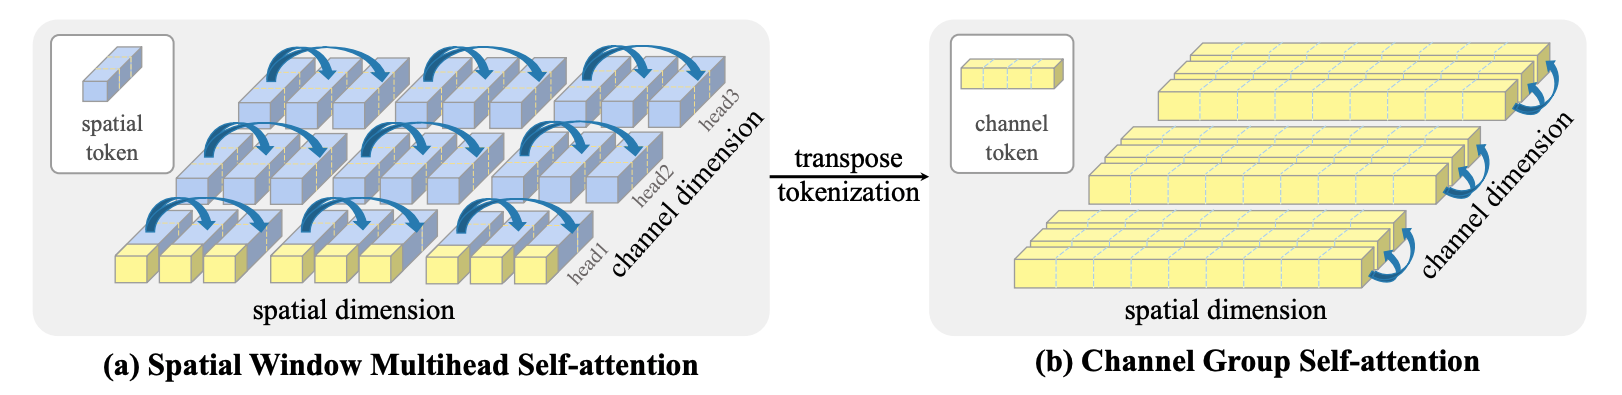 spatial
token
head3
head2
head1
channel dimension
spatial dimension
(a) Spatial Window Multihead Self-attention
transpose
tokenization
channel
token
channel dimension
spatial dimension
(b) Channel Group Self-attention